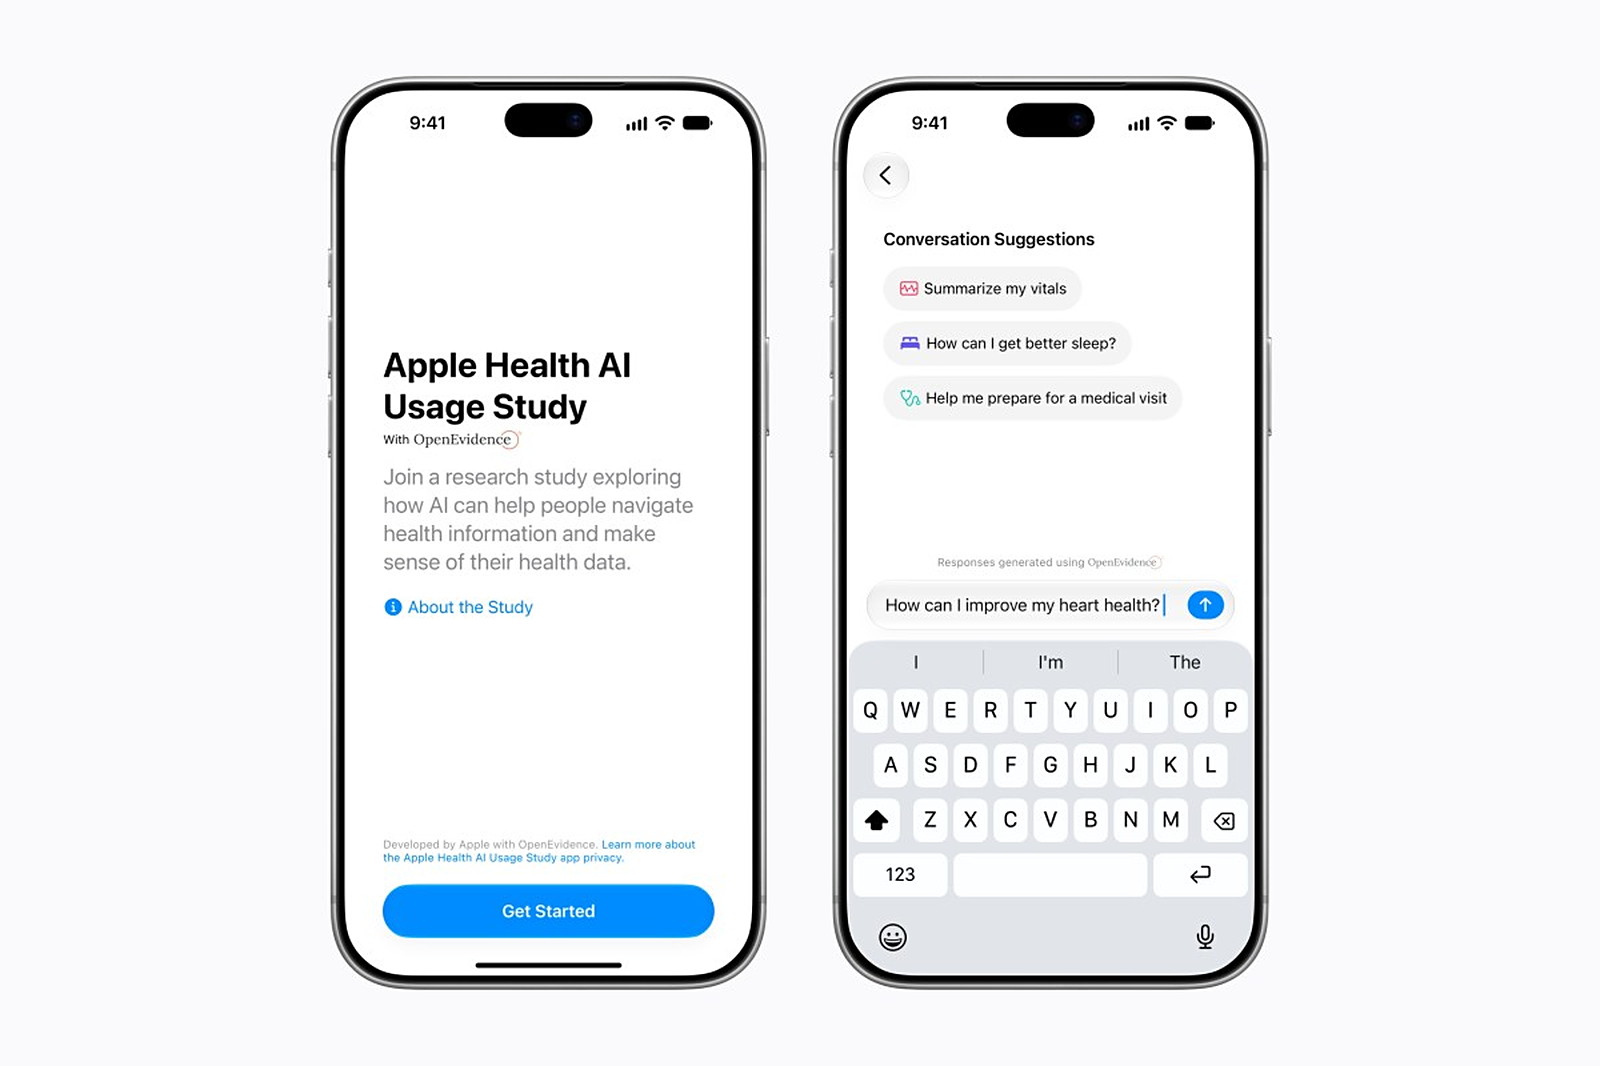 9:41
Apple Health AI
Usage Study
With OpenEvidence
Join a research study exploring
how AI can help people navigate
health information and make
sense of their health data.
About the Study
Developed by Apple with OpenEvidence. Learn more about
the Apple Health AI Usage Study app privacy.
Get Started
9:41
Conversation Suggestions
Summarize my vitals
How can I get better sleep?
Help me prepare for a medical visit
Responses generated using OpenEvidence
How can I improve my heart health?
I I'm The
Q W E R T Y U I O P
A S D F G H J K L
Z X C V B N M
123